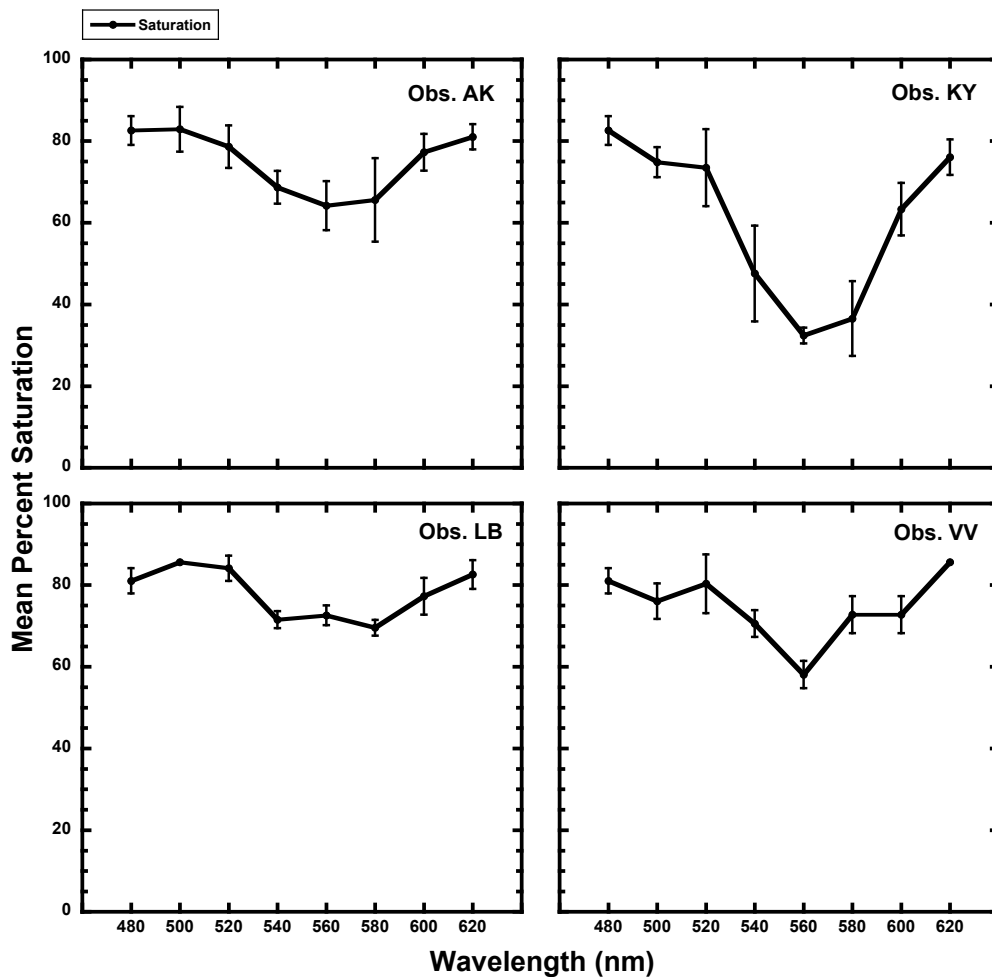 Saturation
Obs. AK
Obs. KY
100
80
60
40
20
0
Obs. LB
Obs. VV
100
80
60
40
20
0
Mean Percent Saturation
480 500 520 540 560 580 600 620
480 500 520 540 560 580 600 620
Wavelength (nm)